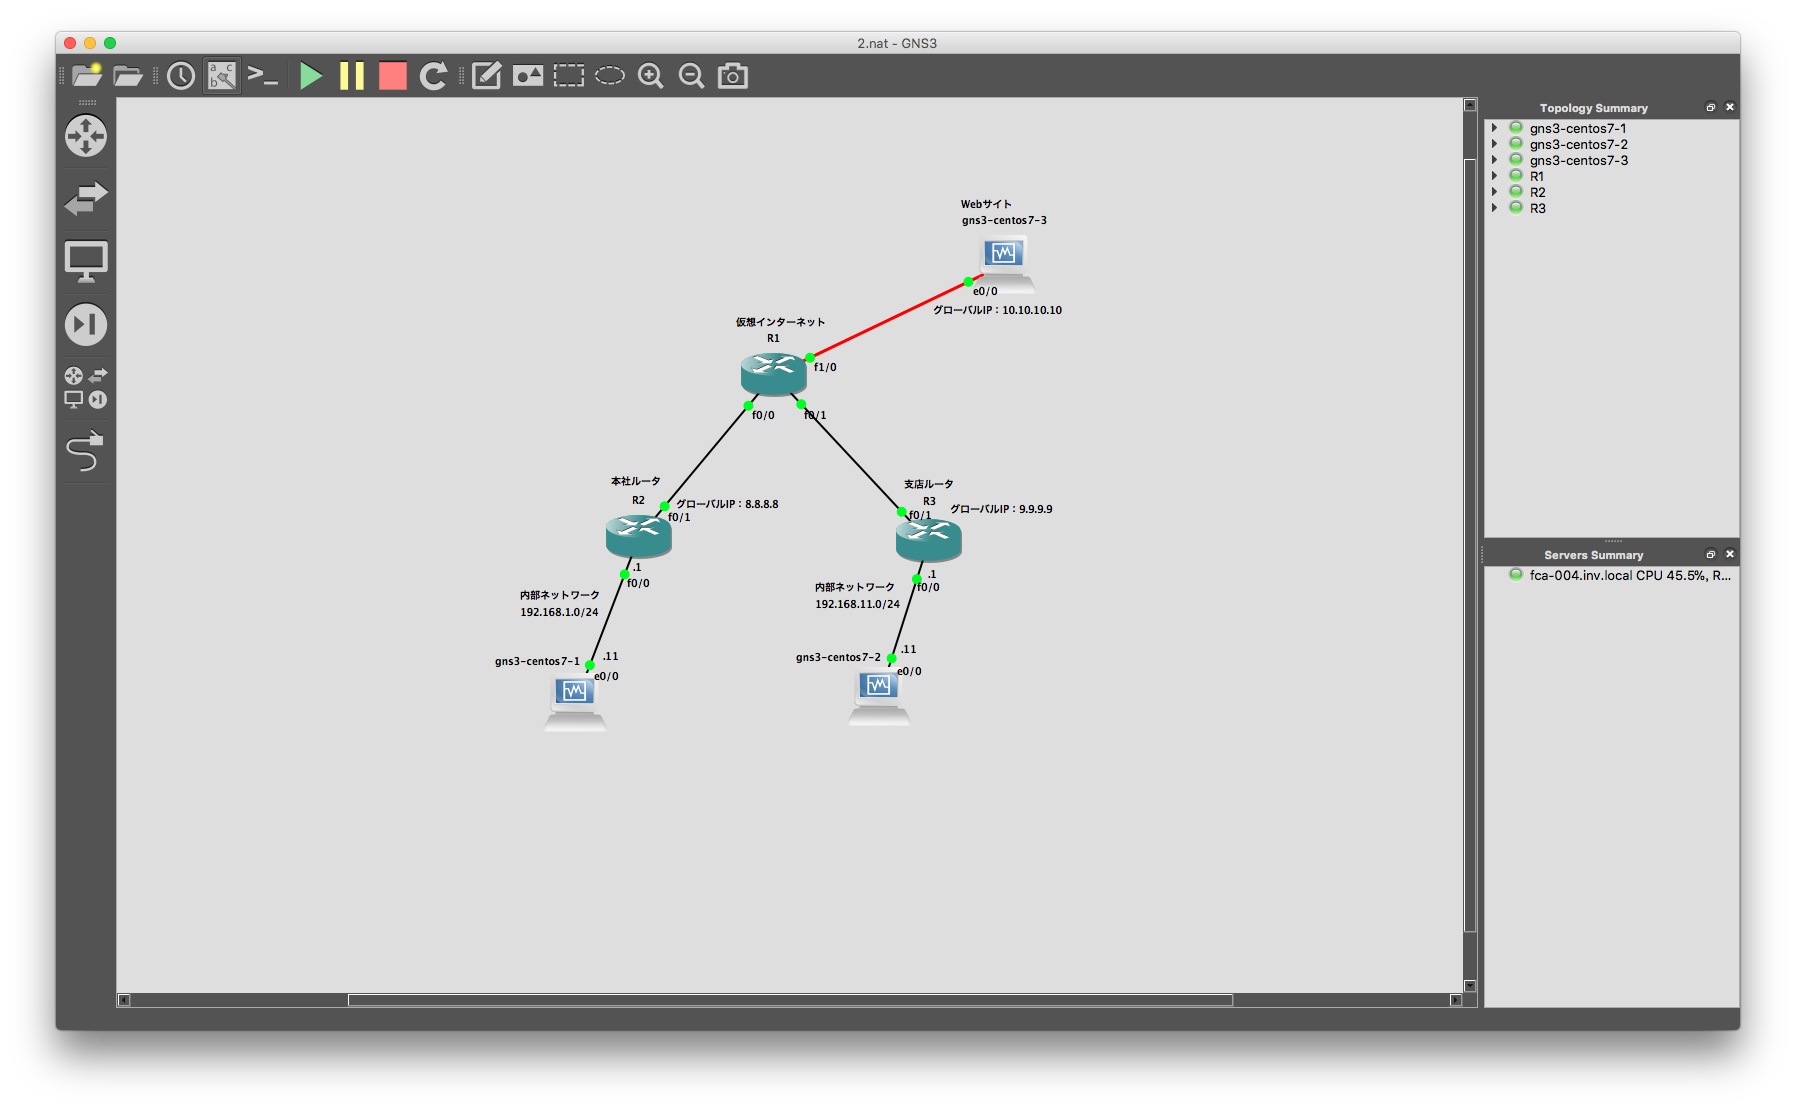 2.nat - GNS3
a c
b
>_
Topology Summary
gns3-centos7-1
gns3-centos7-2
gns3-centos7-3
R1
R2
R3
Webサイト
gns3-centos7-3
e0/0
グローバルIP：10.10.10.10
仮想インターネット
R1
f1/0
f0/0
f0/1
本社ルータ
R2
グローバルIP：8.8.8.8
f0/1
.1
f0/0
内部ネットワーク
192.168.1.0/24
gns3-centos7-1
.11
e0/0
支店ルータ
R3
グローバルIP：9.9.9.9
f0/1
.1
f0/0
内部ネットワーク
192.168.11.0/24
gns3-centos7-2
.11
e0/0
Servers Summary
fca-004.inv.local CPU 45.5%, R...